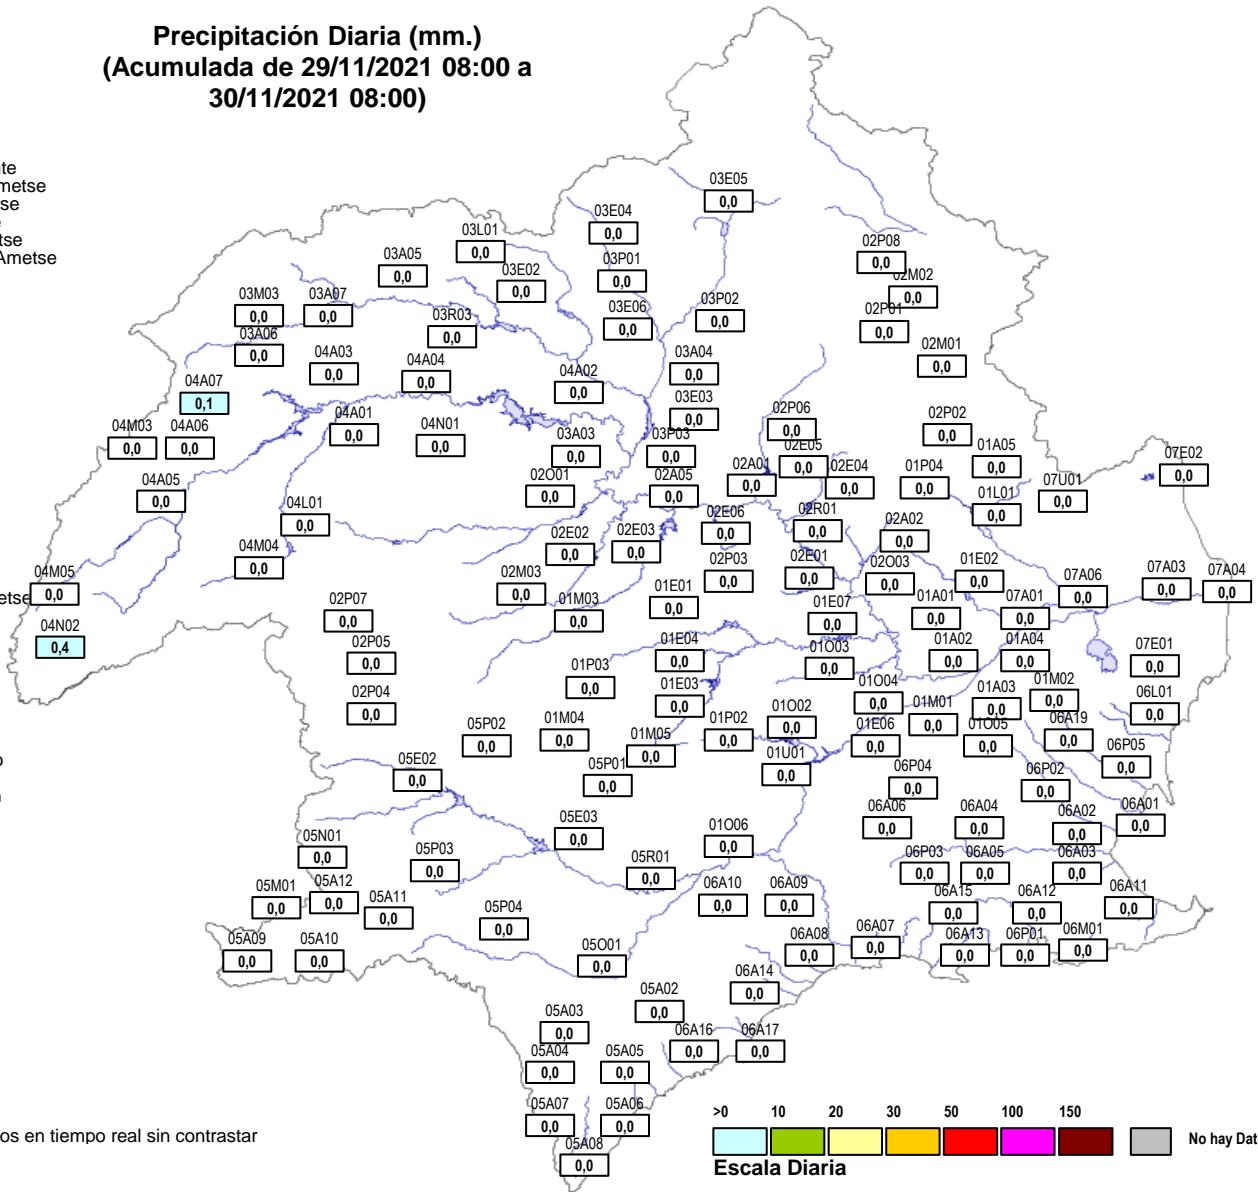 Precipitación Diaria (mm.)
(Acumulada de 29/11/2021 08:00 a
30/11/2021 08:00)
nte
metse
se
e
tse
Ametse
03E05
0,0
03E04
0,0
03L01
0,0
03P01
0,0
02P08
0,0
03A05
0,0
03E02
0,0
02M02
0,0
03M03
0,0
03A07
0,0
03E06
0,0
03P02
0,0
02P01
0,0
03R03
0,0
03A06
0,0
04A03
0,0
04A04
0,0
03A04
0,0
02M01
0,0
04A07
0,1
04A02
0,0
03E03
0,0
04M03
0,0
04A06
0,0
04A01
0,0
04N01
0,0
03A03
0,0
03P03
0,0
02P06
0,0
02P02
0,0
02E05
0,0
01A05
0,0
07E02
0,0
04A05
0,0
02O01
0,0
02A05
0,0
02A01
0,0
02E04
0,0
01P04
0,0
07U01
0,0
01L01
0,0
04L01
0,0
02E06
0,0
02R01
0,0
02A02
0,0
04M04
0,0
02E02
0,0
02E03
0,0
04M05
0,0
etse
02M03
0,0
02P03
0,0
02E01
0,0
02O03
0,0
01E02
0,0
07A06
0,0
07A03
0,0
07A04
0,0
02P07
0,0
01M03
0,0
01E01
0,0
01E07
0,0
01A01
0,0
07A01
0,0
04N02
0,4
02P05
0,0
01E04
0,0
01O03
0,0
01A02
0,0
01A04
0,0
07E01
0,0
01P03
0,0
01E03
0,0
01O04
0,0
01A03
0,0
01M02
0,0
06L01
0,0
02P04
0,0
05P02
0,0
01M04
0,0
01M05
0,0
01P02
0,0
01O02
0,0
01E06
0,0
01M01
0,0
01O05
0,0
06A19
0,0
06P05
0,0
o
05E02
0,0
05P01
0,0
01U01
0,0
06P04
0,0
06P02
0,0
05E03
0,0
01O06
0,0
06A06
0,0
06A04
0,0
06A02
0,0
06A01
0,0
05N01
0,0
05P03
0,0
05R01
0,0
06P03
0,0
06A05
0,0
06A03
0,0
05M01
0,0
05A12
0,0
05A11
0,0
06A10
0,0
06A09
0,0
06A15
0,0
06A12
0,0
06A11
0,0
05P04
0,0
05A09
0,0
05A10
0,0
05O01
0,0
06A08
0,0
06A07
0,0
06A13
0,0
06P01
0,0
06M01
0,0
06A14
0,0
05A02
0,0
05A03
0,0
06A16
0,0
06A17
0,0
05A04
0,0
05A05
0,0
05A07
0,0
05A06
0,0
05A08
0,0
os en tiempo real sin contrastar
>0 10 20 30 50 100 150
No hay Dat
Escala Diaria